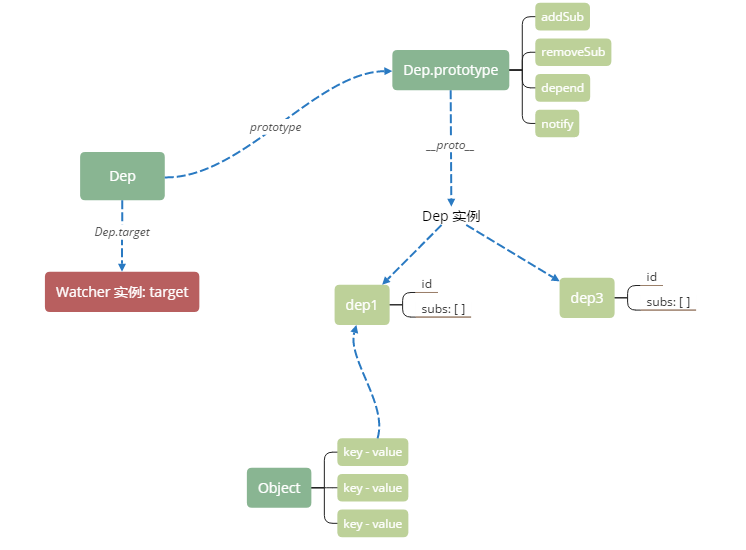 addSub
removeSub
Dep.prototype
depend
notify
prototype
__proto__
Dep
Dep 实例
Dep.target
Watcher 实例: target
id
dep1
subs: [ ]
id
dep3
subs: [ ]
key - value
Object
key - value
key - value